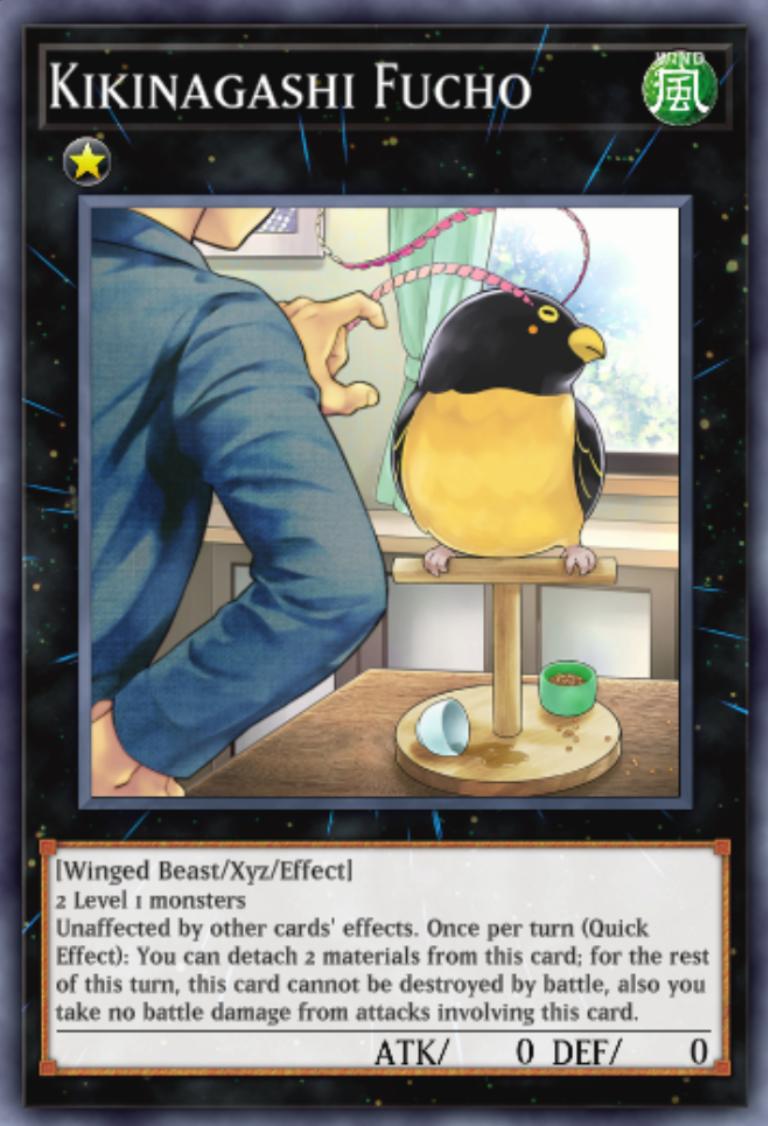 Kikinagashi Fucho
WIND
風
[Winged Beast/Xyz/Effect]
2 Level 1 monsters
Unaffected by other cards' effects. Once per turn (Quick
Effect): You can detach 2 materials from this card; for the rest
of this turn, this card cannot be destroyed by battle, also you
take no battle damage from attacks involving this card.
ATK/ 0 DEF/ 0